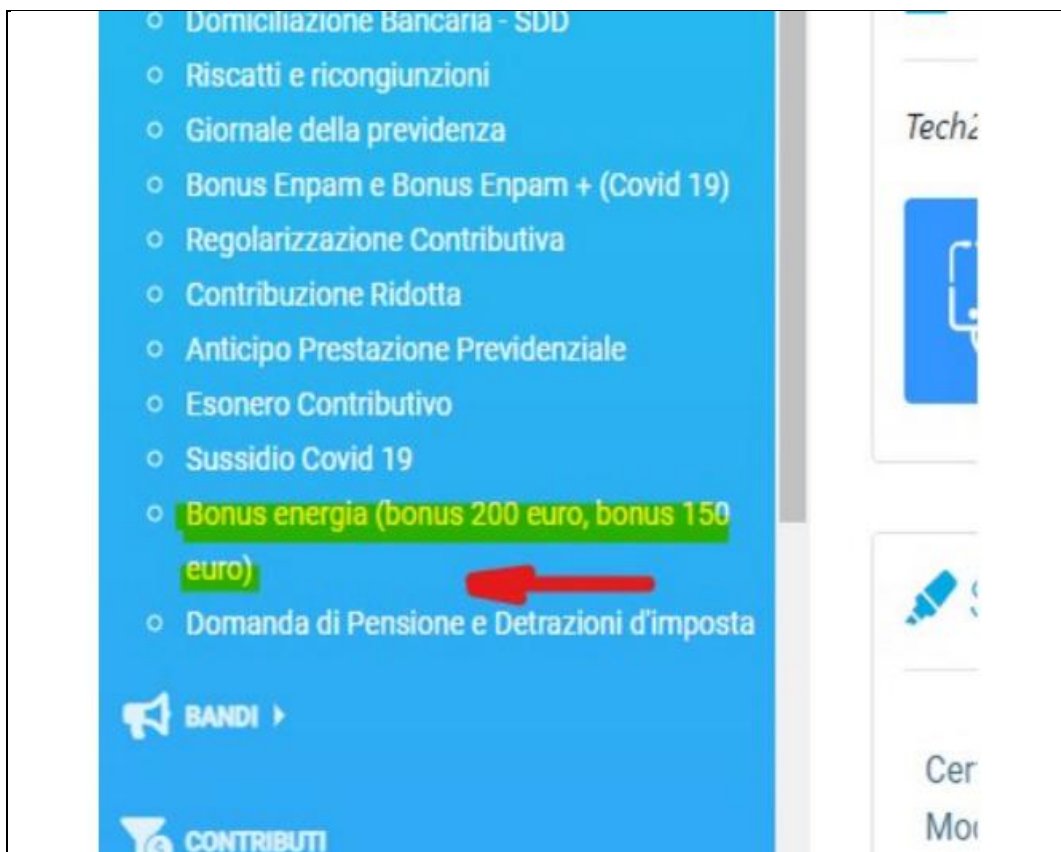 Domiciliazione Bancaria - SDD
Riscatti e ricongiunzioni
Giornale della previdenza
Bonus Enpam e Bonus Enpam + (Covid 19)
Regolarizzazione Contributiva
Contribuzione Ridotta
Anticipo Prestazione Previdenziale
Esonero Contributivo
Sussidio Covid 19
Bonus energia (bonus 200 euro, bonus 150
euro)
Domanda di Pensione e Detrazioni d'imposta
BANDI
CONTRIBUTI
Tech2
Cer